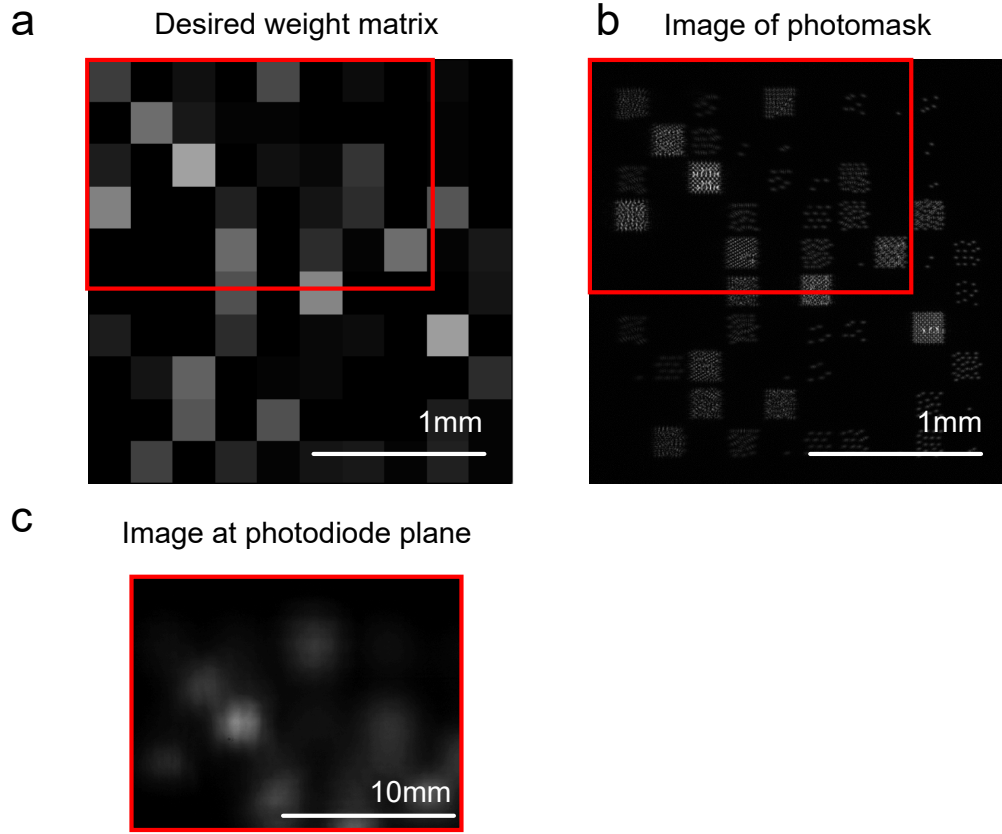 a
Desired weight matrix
1mm
b
Image of photomask
1mm
c
Image at photodiode plane
10mm